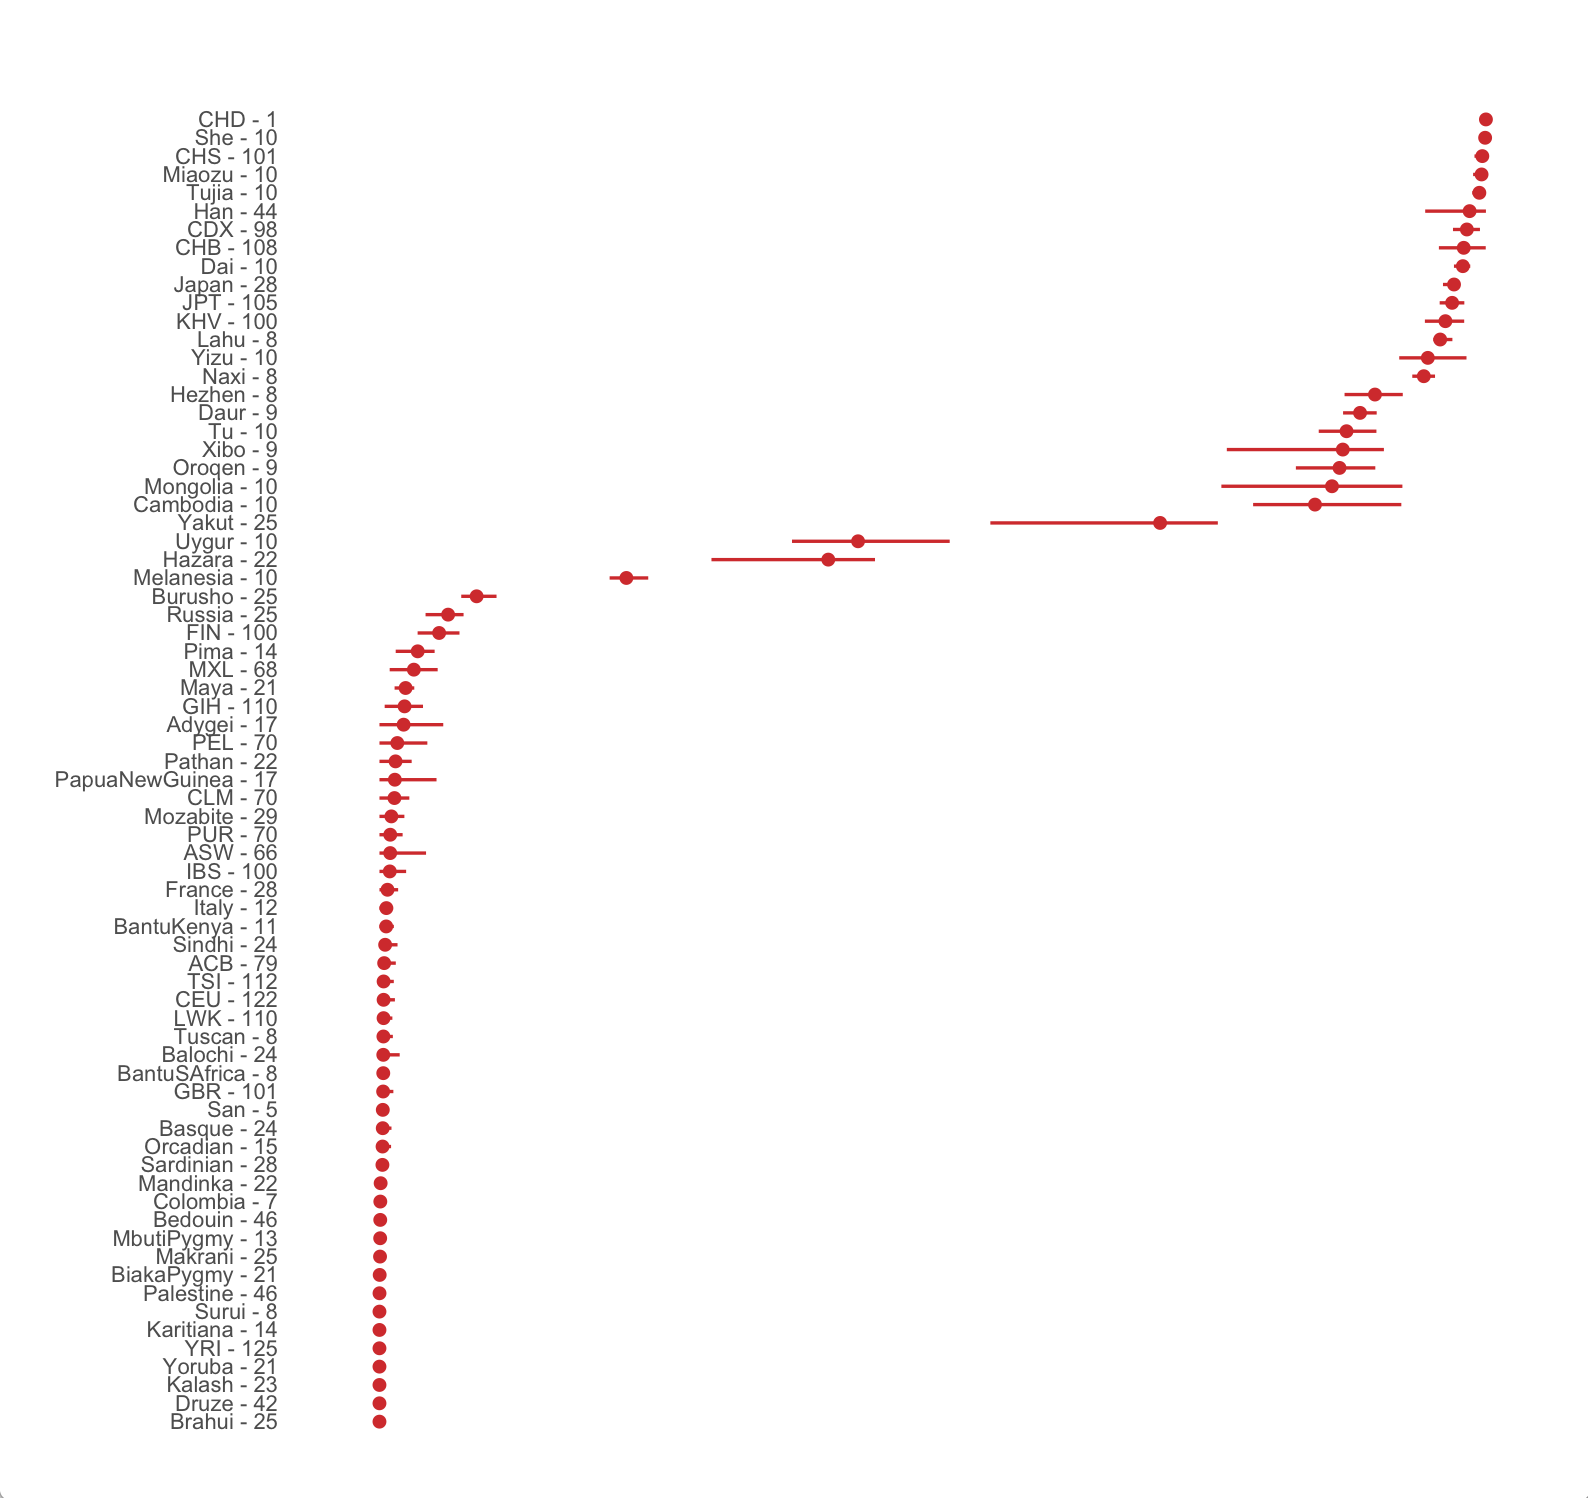 CHD - 1
She - 10
CHS - 101
Miaozu - 10
Tujia - 10
Han - 44
CDX - 98
CHB - 108
Dai - 10
Japan - 28
JPT - 105
KHV - 100
Lahu - 8
Yizu - 10
Naxi - 8
Hezhen - 8
Daur - 9
Tu - 10
Xibo - 9
Oroqen - 9
Mongolia - 10
Cambodia - 10
Yakut - 25
Uygur - 10
Hazara - 22
Melanesia - 10
Burusho - 25
Russia - 25
FIN - 100
Pima - 14
MXL - 68
Maya - 21
GIH - 110
Adygei - 17
PEL - 70
Pathan - 22
PapuaNewGuinea - 17
CLM - 70
Mozabite - 29
PUR - 70
ASW - 66
IBS - 100
France - 28
Italy - 12
BantuKenya - 11
Sindhi - 24
ACB - 79
TSI - 112
CEU - 122
LWK - 110
Tuscan - 8
Balochi - 24
BantuSAfrica - 8
GBR - 101
San - 5
Basque - 24
Orcadian - 15
Sardinian - 28
Mandinka - 22
Colombia - 7
Bedouin - 46
MbutiPygmy - 13
Makrani - 25
BiakaPygmy - 21
Palestine - 46
Surui - 8
Karitiana - 14
YRI - 125
Yoruba - 21
Kalash - 23
Druze - 42
Brahui - 25